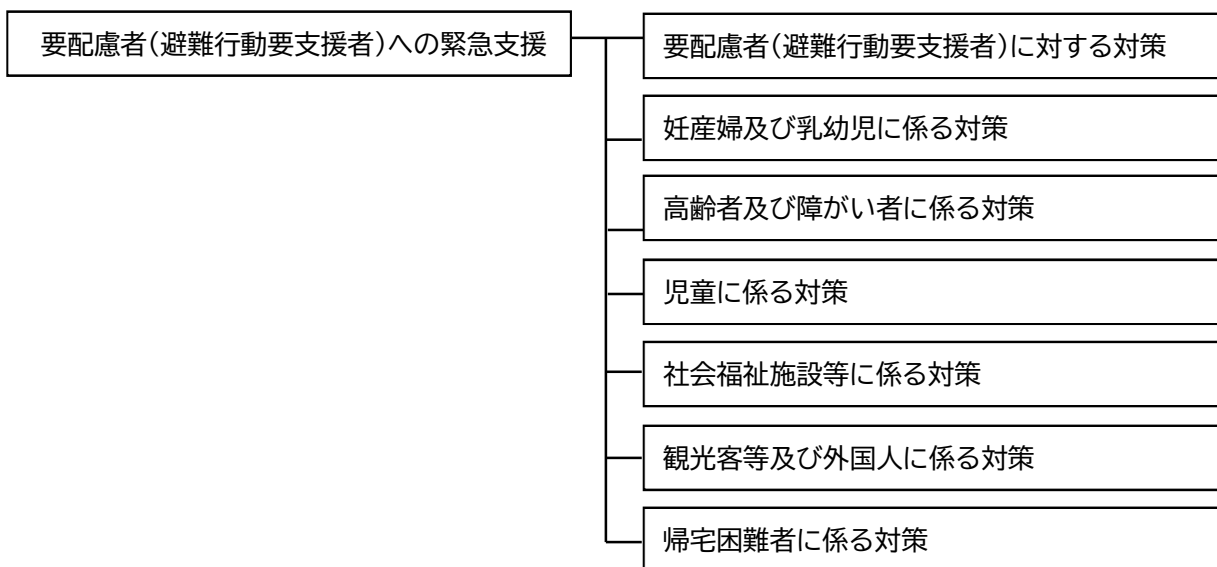 要配慮者(避難行動要支援者)への緊急支援
要配慮者(避難行動要支援者)に対する対策
妊産婦及び乳幼児に係る対策
高齢者及び障がい者に係る対策
児童に係る対策
社会福祉施設等に係る対策
観光客等及び外国人に係る対策
帰宅困難者に係る対策